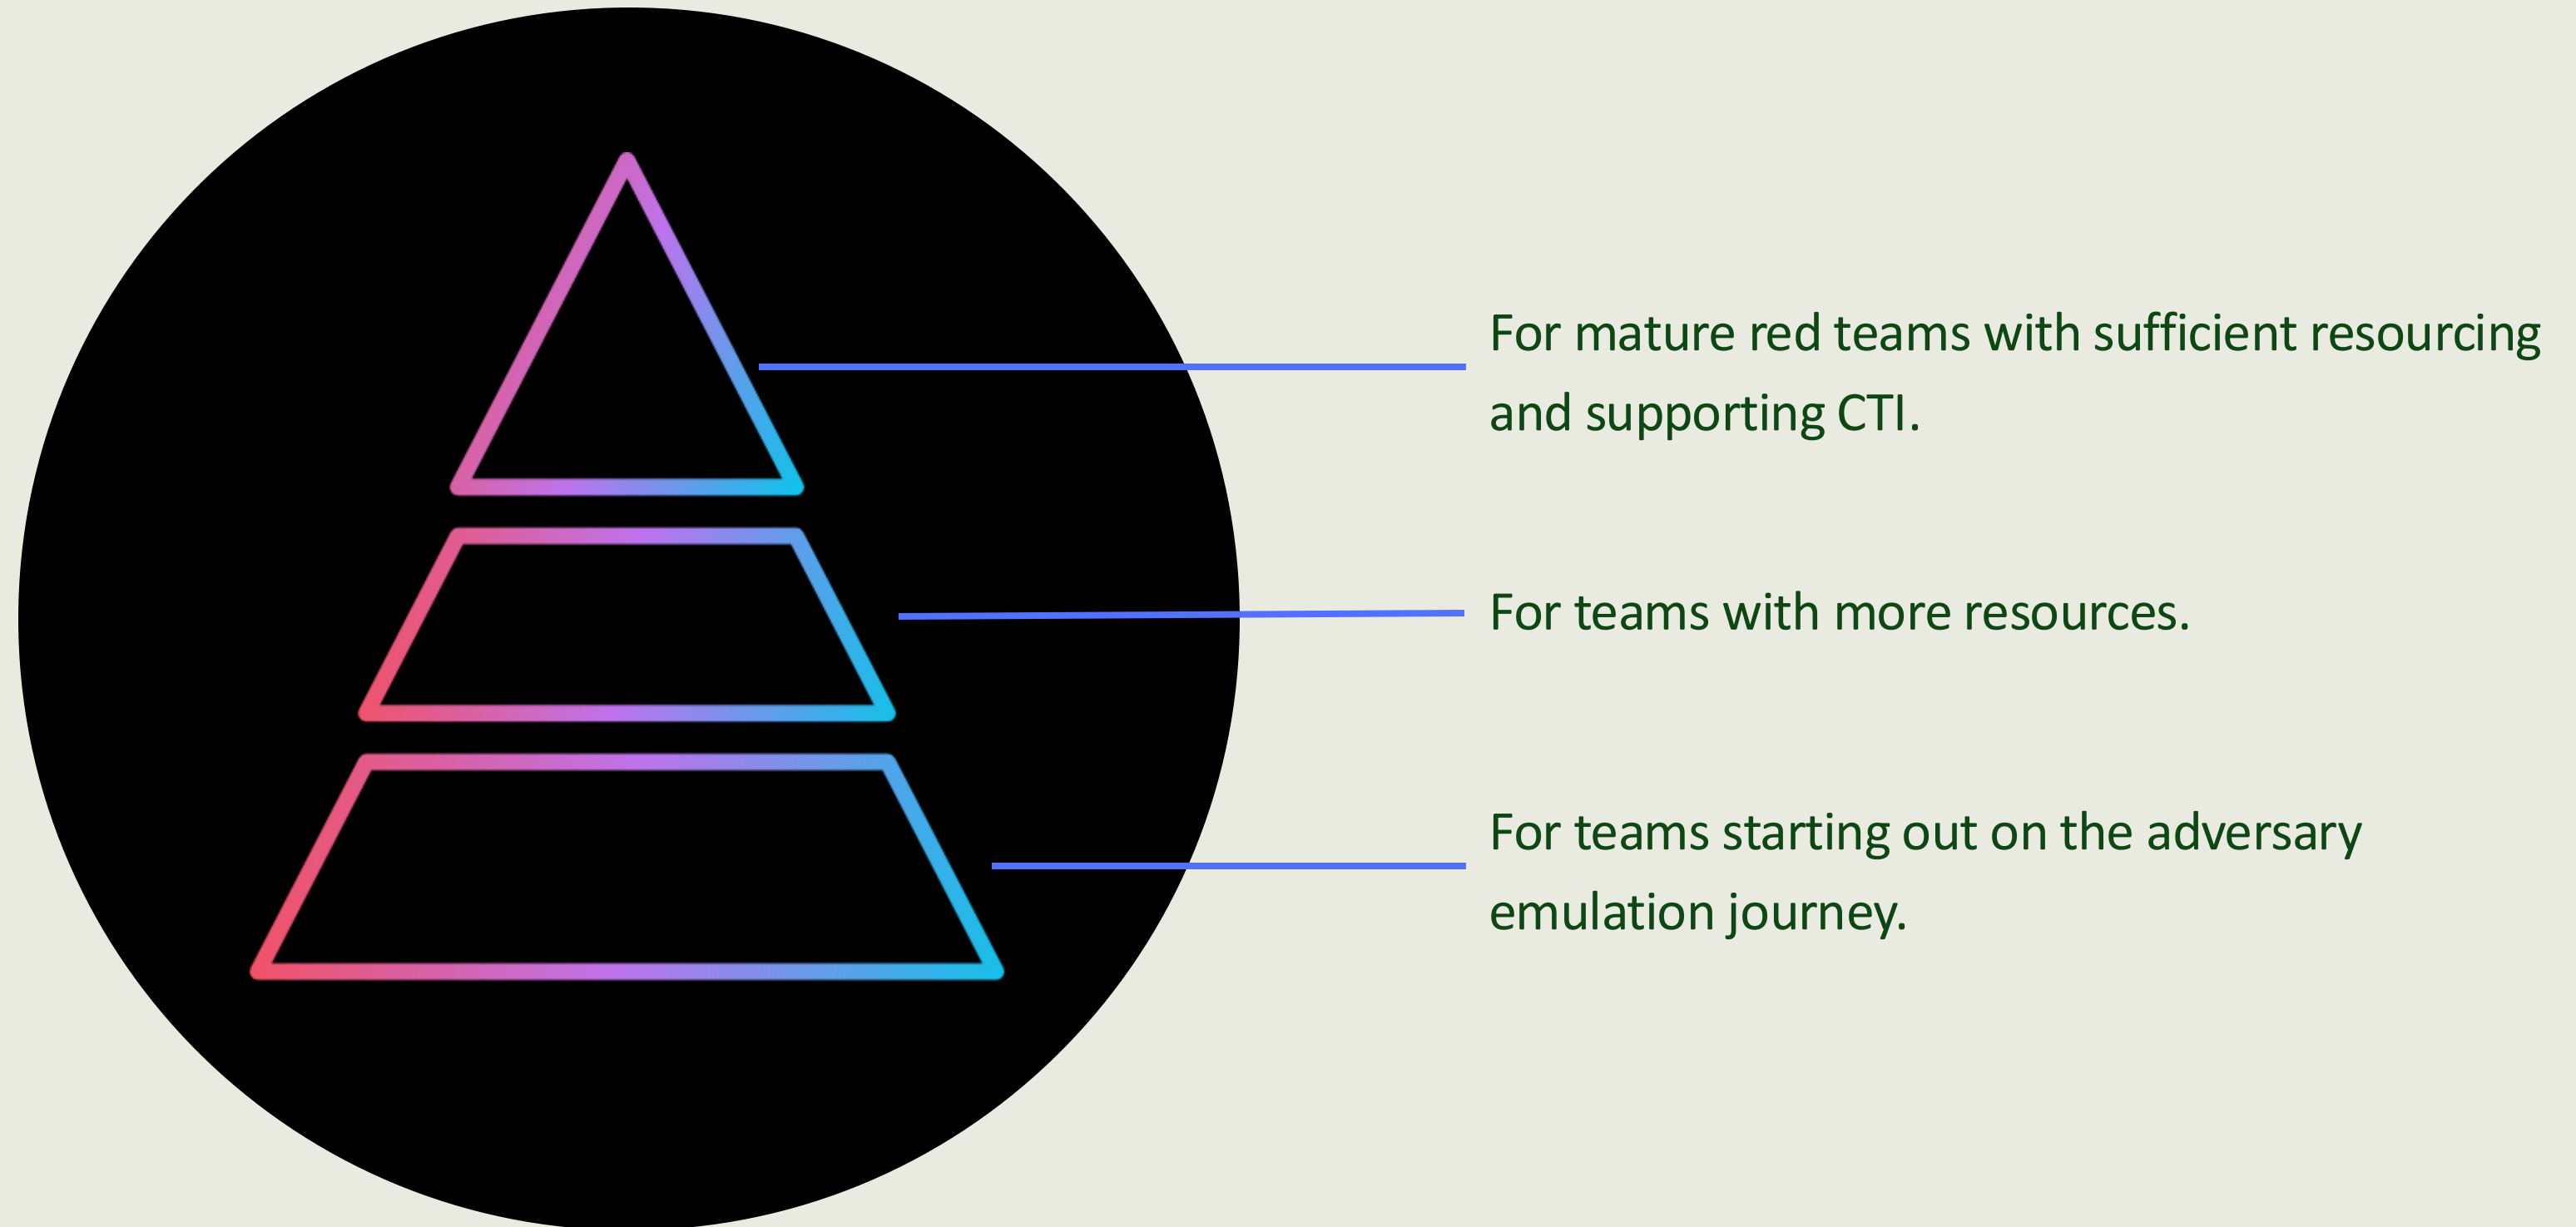 For mature red teams with sufficient resourcing
and supporting CTI.
For teams with more resources.
For teams starting out on the adversary
emulation journey.